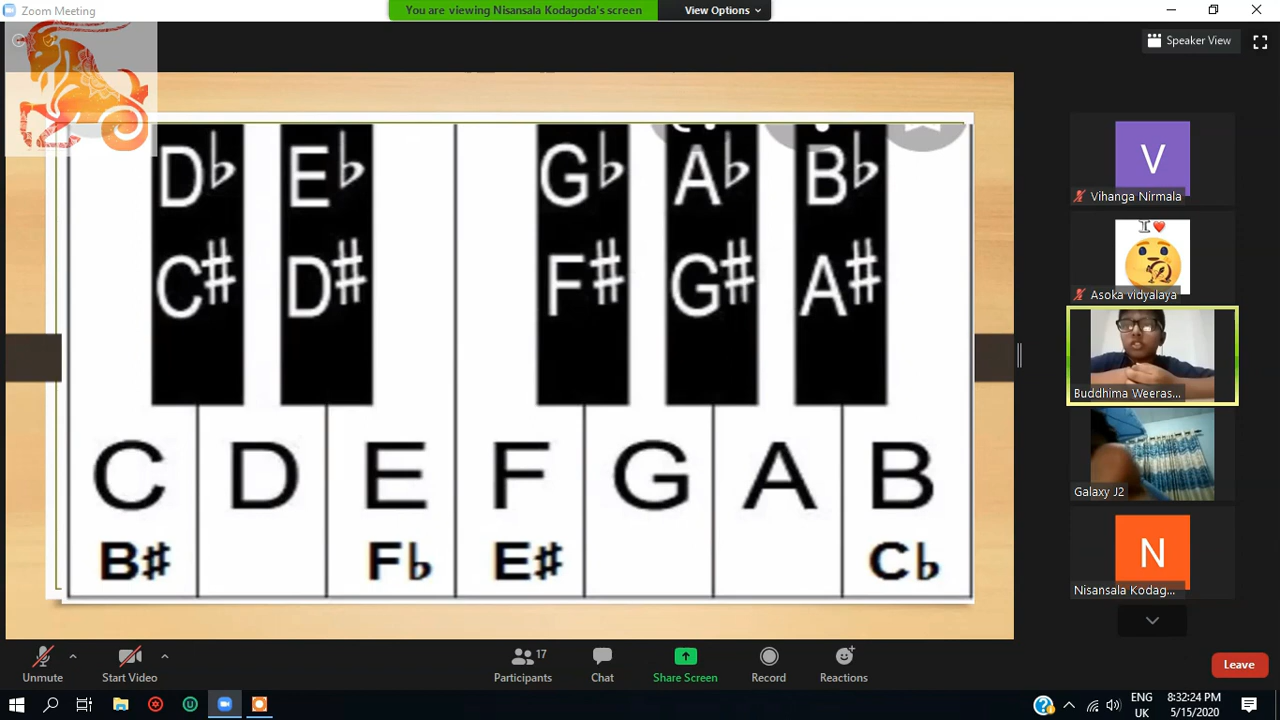 Zoom Meeting
You are viewing Nisansala Kodagoda's screen
View Options
Speaker View
D♭ E♭ G♭ A♭ B♭
C# D# F# G# A#
C D E F G A B
B# F♭ E# C♭
V
Vihanga Nirmala
I ❤
Asoka vidyalaya
Buddhima Weeras...
Galaxy J2
N
Nisansala Kodag...
Unmute
Start Video
Participants
17
Chat
Share Screen
Record
Reactions
Leave
ENG
UK
8:32:24 PM
5/15/2020